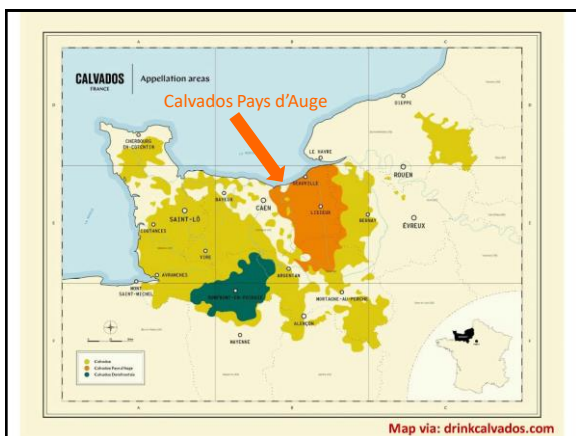 A B C
CALVADOS
FRANCE
Appellation areas
Calvados Pays d'Auge
DIEPPE
CHERBOURG
EN-COTENTIN
LE HAVRE
ROUEN
DEAUVILLE
BAYEUX
CAEN
LISIEUX
SAINT-LÔ
BERNAY
ÉVREUX
COUTANCES
VIRE
ARGENTAN
AVRANCHES
MONT
SAINT-MICHEL
DOMFRONT-EN-POIRAIE
MORTAGNE-AU-PERCHE
ALENÇON
MAYENNE
Calvados
Calvados Pays d'Auge
Calvados Domfrontais
A B C
Map via: drinkcalvados.com